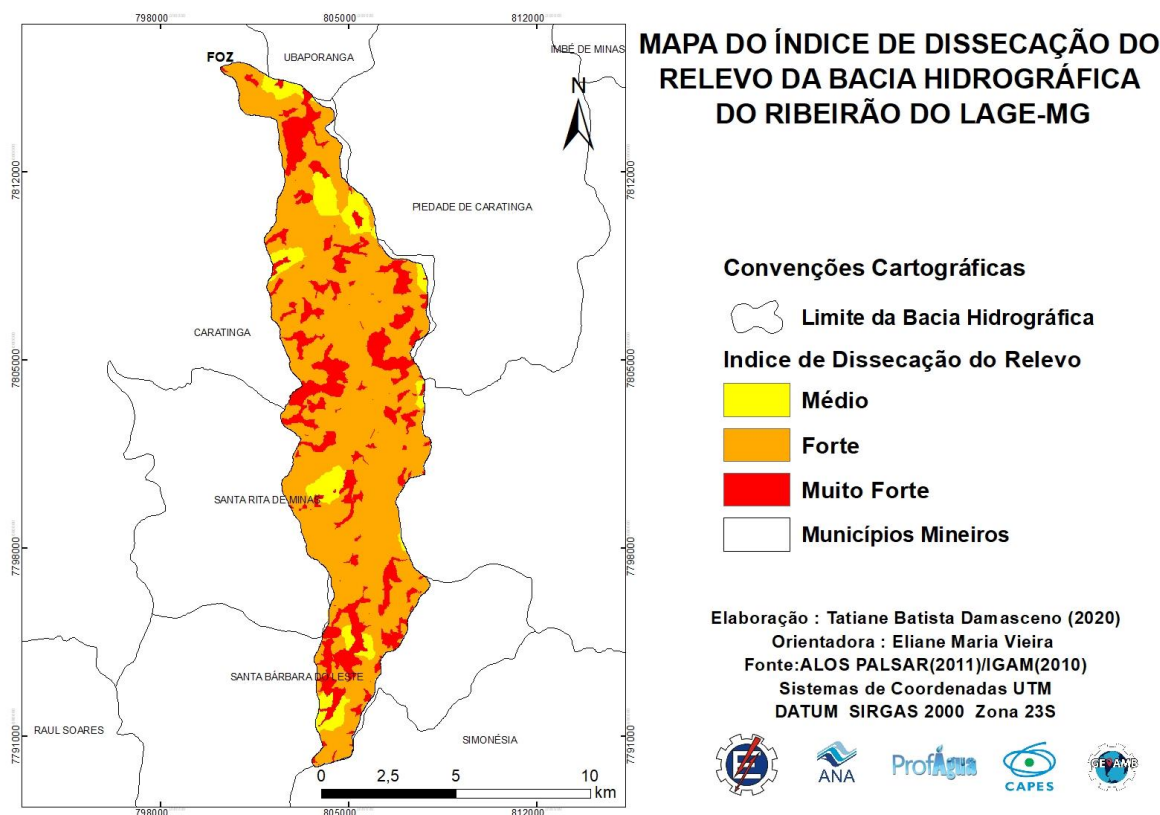 MAPA DO ÍNDICE DE DISSECAÇÃO DO
RELEVO DA BACIA HIDROGRÁFICA
DO RIBEIRÃO DO LAGE-MG
798000
805000
812000
FOZ
UBAPORANGA
IMBÉ DE MINAS
N
7812000
7812000
PIEDADE DE CARATINGA
CARATINGA
7805000
7805000
SANTA RITA DE MINAS
7798000
7798000
SANTA BÁRBARA DO LESTE
RAUL SOARES
SIMONÉSIA
7791000
7791000
0 2,5 5 10
km
798000
805000
812000
Convenções Cartográficas
Limite da Bacia Hidrográfica
Indice de Dissecação do Relevo
Médio
Forte
Muito Forte
Municípios Mineiros
Elaboração : Tatiane Batista Damasceno (2020)
Orientadora : Eliane Maria Vieira
Fonte:ALOS PALSAR(2011)/IGAM(2010)
Sistemas de Coordenadas UTM
DATUM SIRGAS 2000 Zona 23S
ANA
ProfÁgua
CAPES